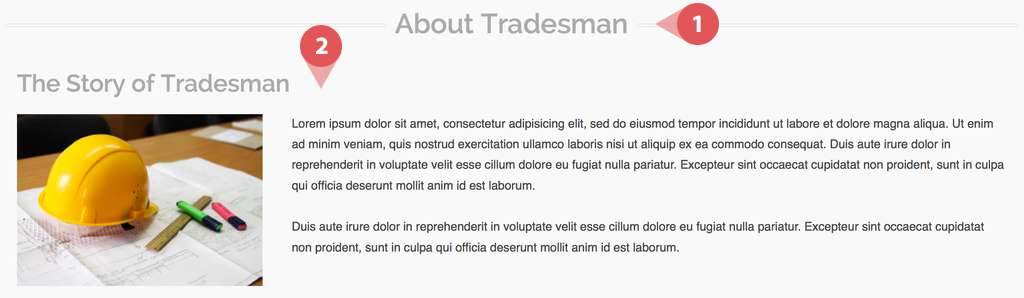 About Tradesman
1
2
The Story of Tradesman
Lorem ipsum dolor sit amet, consectetur adipisicing elit, sed do eiusmod tempor incididunt ut labore et dolore magna aliqua. Ut enim
ad minim veniam, quis nostrud exercitation ullamco laboris nisi ut aliquip ex ea commodo consequat. Duis aute irure dolor in
reprehenderit in voluptate velit esse cillum dolore eu fugiat nulla pariatur. Excepteur sint occaecat cupidatat non proident, sunt in culpa
qui officia deserunt mollit anim id est laborum.
Duis aute irure dolor in reprehenderit in voluptate velit esse cillum dolore eu fugiat nulla pariatur. Excepteur sint occaecat cupidatat
non proident, sunt in culpa qui officia deserunt mollit anim id est laborum.